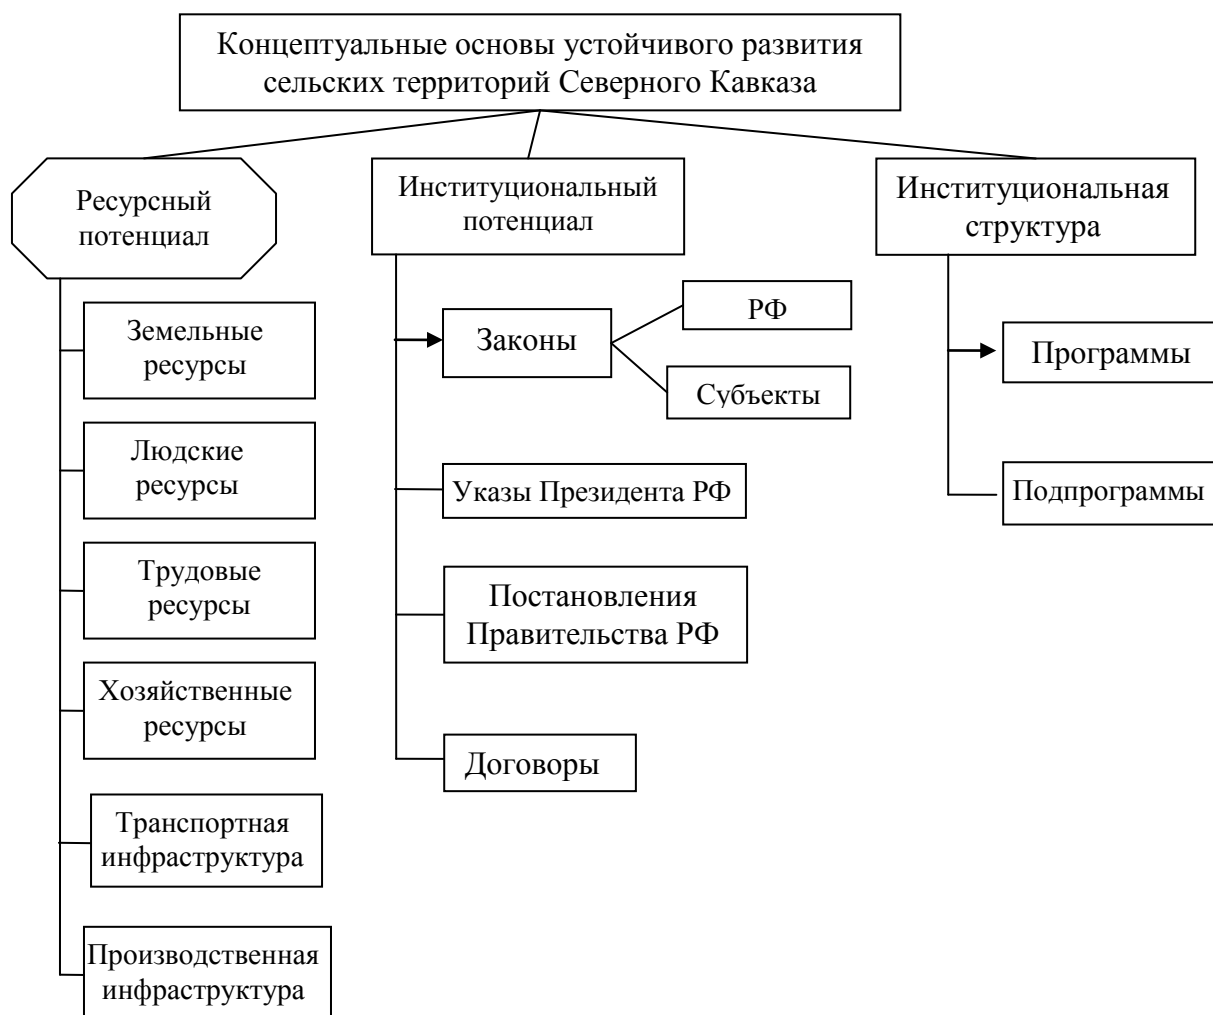 Концептуальные основы устойчивого развития
сельских территорий Северного Кавказа
Ресурсный
потенциал
Земельные
ресурсы
Людские
ресурсы
Трудовые
ресурсы
Хозяйственные
ресурсы
Транспортная
инфраструктура
Производственная
инфраструктура
Институциональный
потенциал
Законы
РФ
Субъекты
Указы Президента РФ
Постановления
Правительства РФ
Договоры
Институциональная
структура
Программы
Подпрограммы